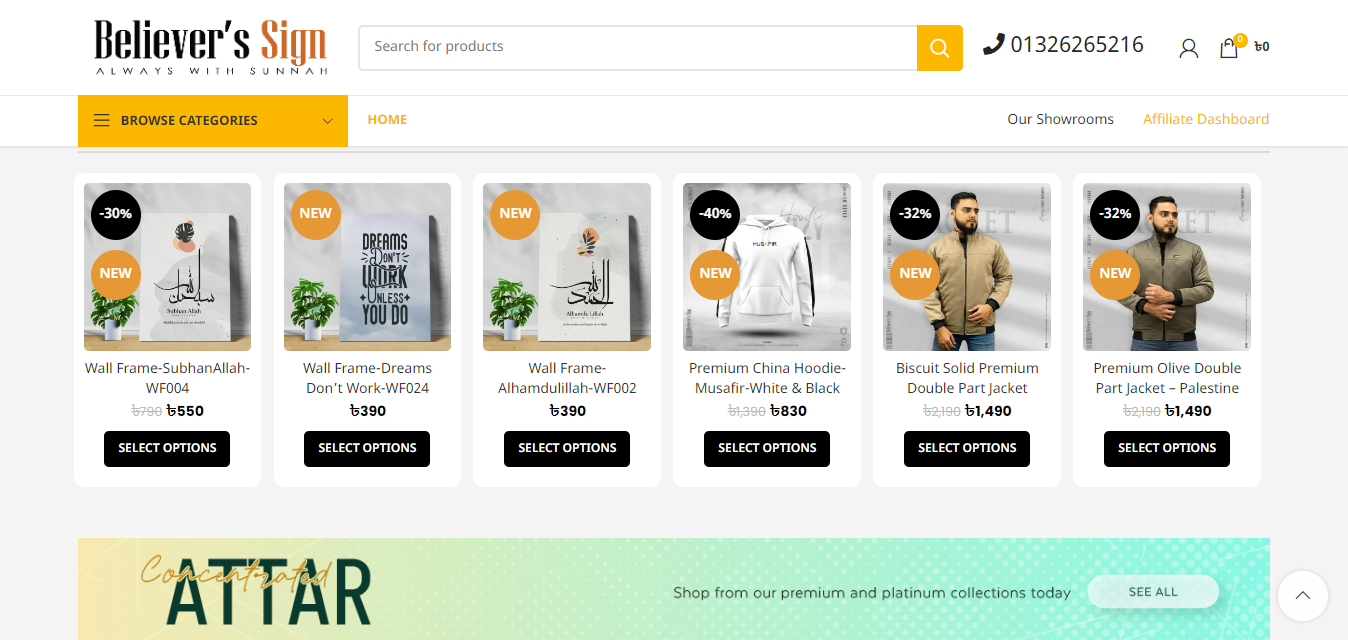 Believer's Sign
ALWAYS WITH SUNNAH
Search for products
01326265216
0
৳0
BROWSE CATEGORIES
HOME
Our Showrooms
Affiliate Dashboard
-30%
NEW
Subhan Allah
NEW
DREAMS
DON'T
WORK
UNLESS
YOU DO
NEW
الحمد لله
Alhamdu Lillah
-40%
NEW
Hoodie
MUSAFIR
-32%
NEW
-32%
NEW
Wall Frame-SubhanAllah-
WF004
৳790 ৳550
SELECT OPTIONS
Wall Frame-Dreams
Don't Work-WF024
৳390
SELECT OPTIONS
Wall Frame-
Alhamdulillah-WF002
৳390
SELECT OPTIONS
Premium China Hoodie-
Musafir-White & Black
৳1,390 ৳830
SELECT OPTIONS
Biscuit Solid Premium
Double Part Jacket
৳2,190 ৳1,490
SELECT OPTIONS
Premium Olive Double
Part Jacket – Palestine
৳2,190 ৳1,490
SELECT OPTIONS
Concentrated
ATTAR
Shop from our premium and platinum collections today
SEE ALL